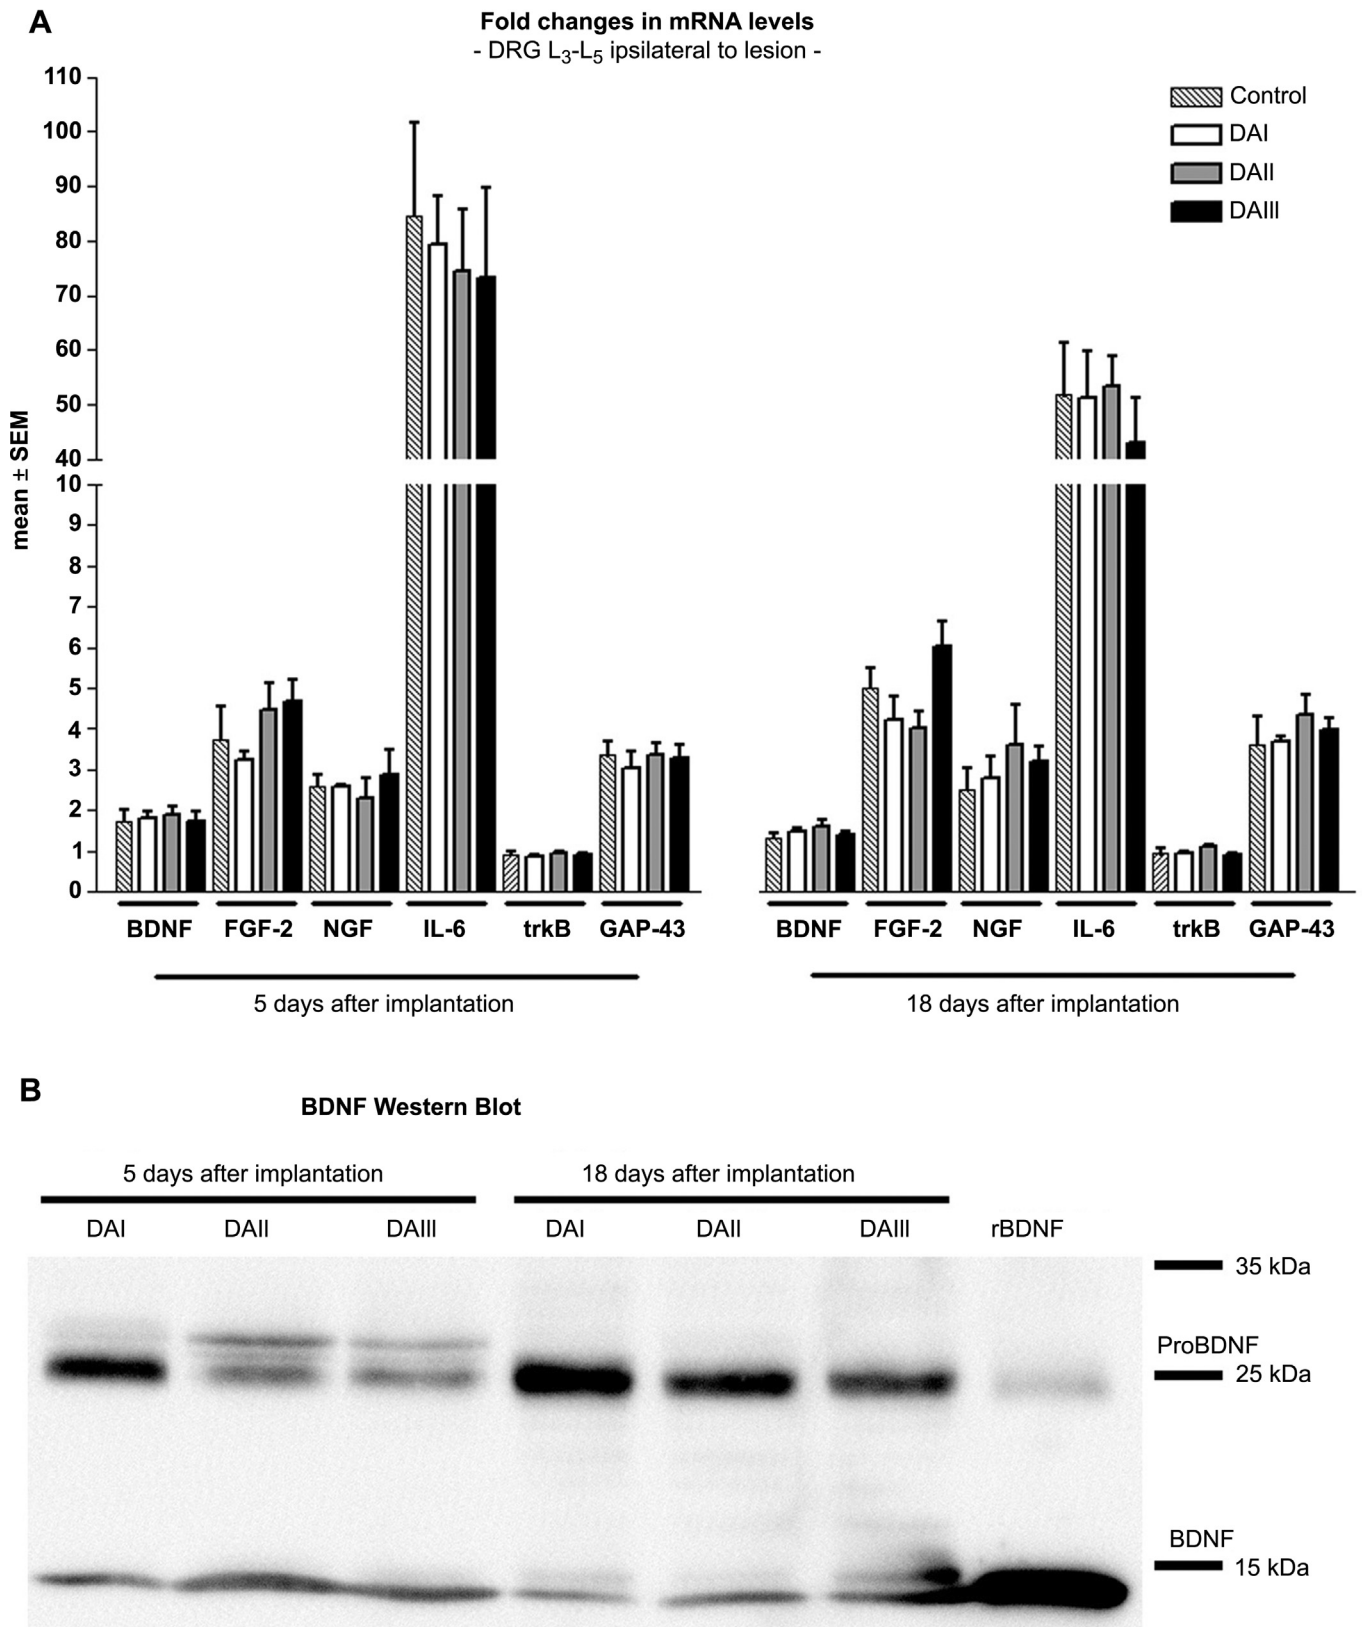 A
Fold changes in mRNA levels
- DRG L3-L5 ipsilateral to lesion -
Control
DAI
DAII
DAIII
mean ± SEM
110
100
90
80
70
60
50
40
10
9
8
7
6
5
4
3
2
1
0
BDNF FGF-2 NGF IL-6 trkB GAP-43 BDNF FGF-2 NGF IL-6 trkB GAP-43
5 days after implantation 18 days after implantation
B
BDNF Western Blot
5 days after implantation 18 days after implantation
DAI DAII DAIII DAI DAII DAIII rBDNF
35 kDa
ProBDNF
25 kDa
BDNF
15 kDa